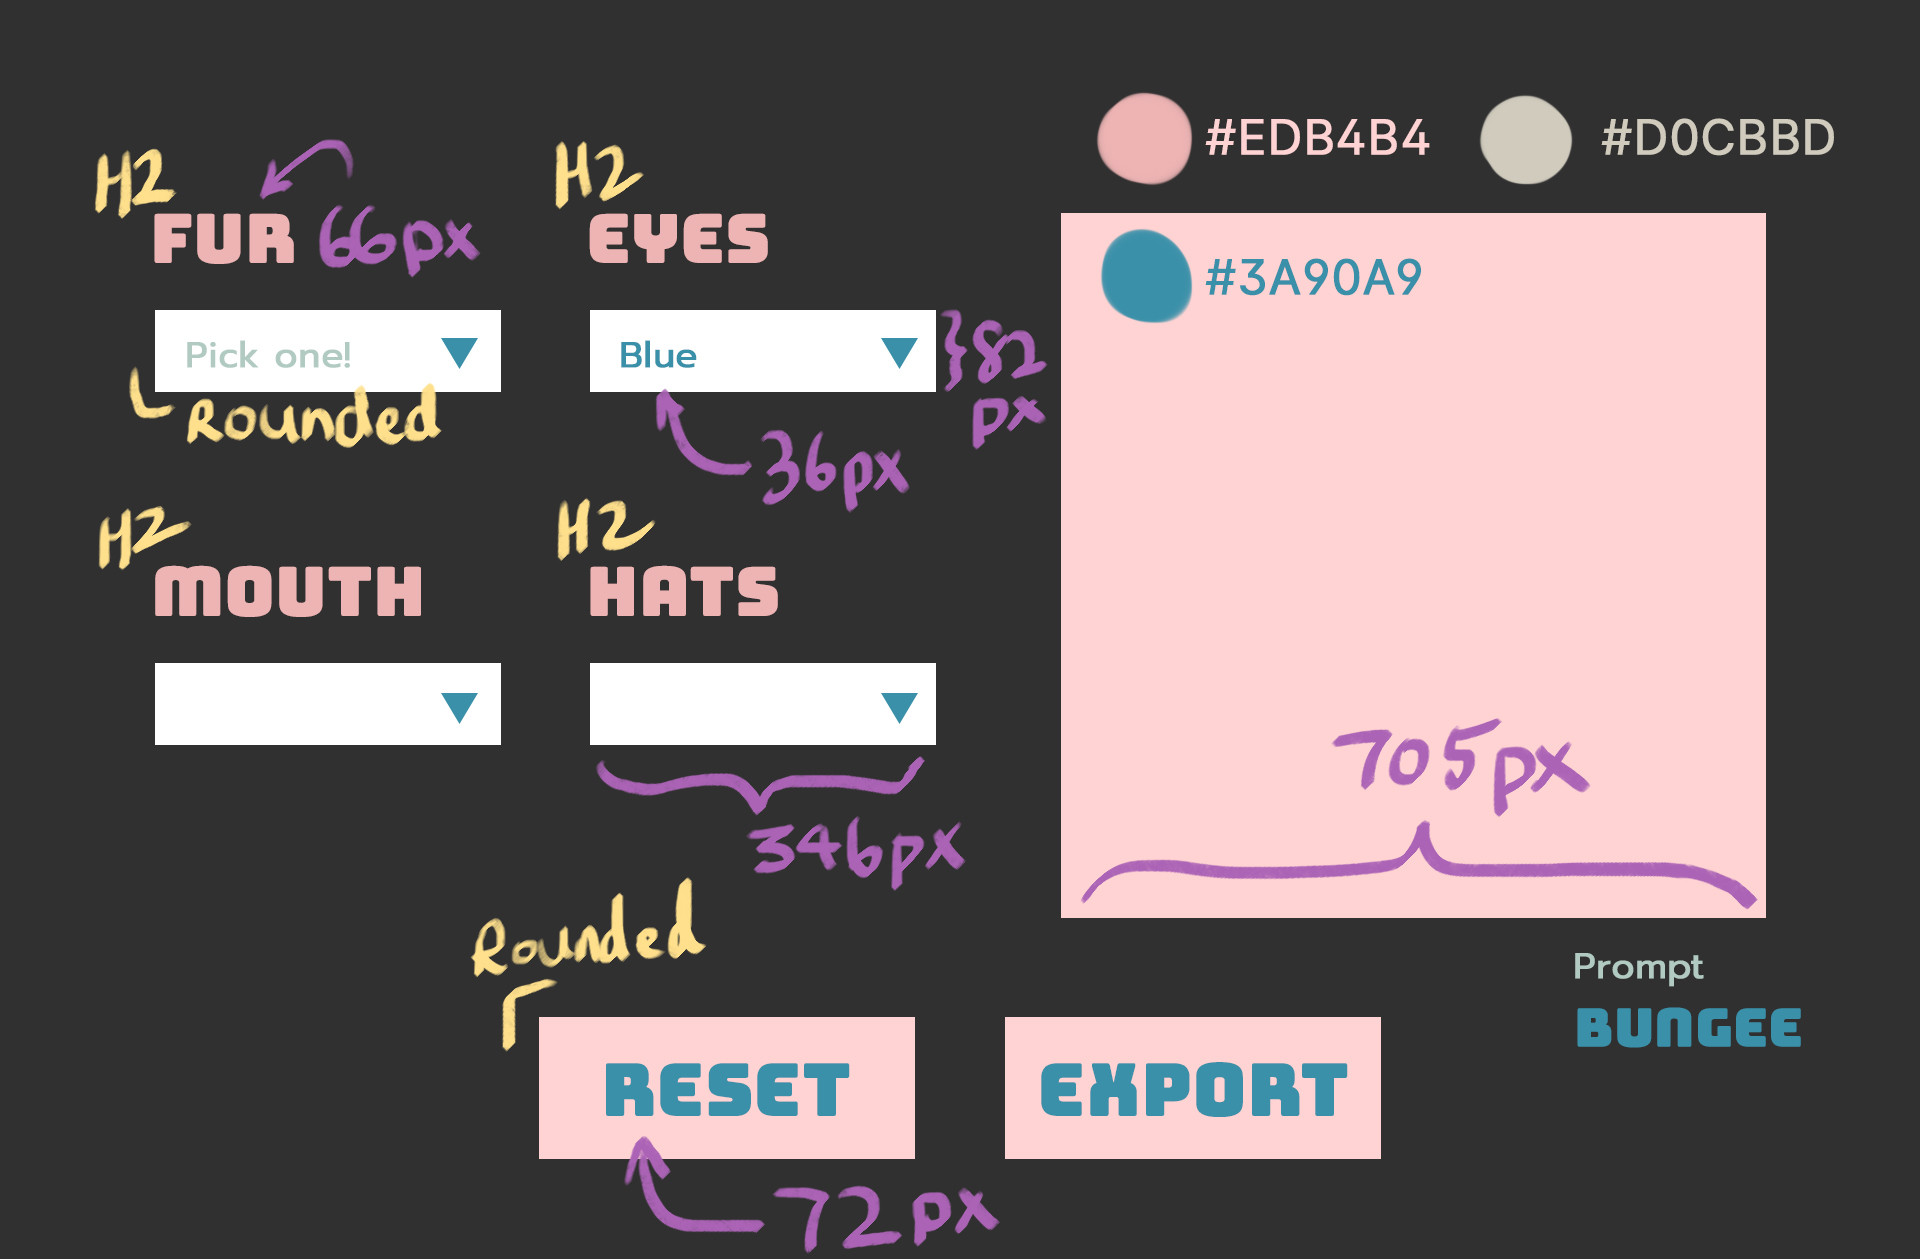 #EDB4B4 #D0CBBD
H2 H2
FUR 66px EYES
#3A90A9
Pick one! Blue 82
px
Rounded
36px
H2 H2
MOUTH HATS
705px
346px
Rounded
Prompt
BUNGEE
RESET EXPORT
72px